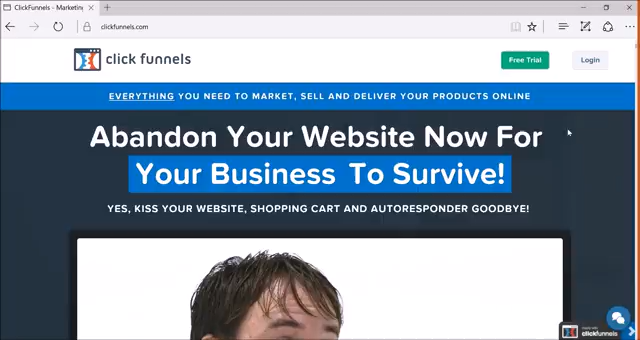 ClickFunnels - Marketing
clickfunnels.com
click funnels
Free Trial
Login
EVERYTHING YOU NEED TO MARKET, SELL AND DELIVER YOUR PRODUCTS ONLINE
Abandon Your Website Now For
Your Business To Survive!
YES, KISS YOUR WEBSITE, SHOPPING CART AND AUTORESPONDER GOODBYE!
clickfunnels